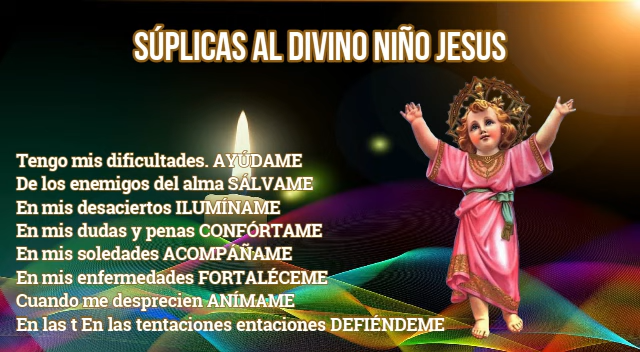 SÚPLICAS AL DIVINO NIÑO JESUS
Tengo mis dificultades. AYÚDAME
De los enemigos del alma SÁLVAME
En mis desaciertos ILUMÍNAME
En mis dudas y penas CONFÓRTAME
En mis soledades ACOMPÁÑAME
En mis enfermedades FORTALÉCEME
Cuando me desprecien ANÍMAME
En las t En las tentaciones entaciones DEFIÉNDEME